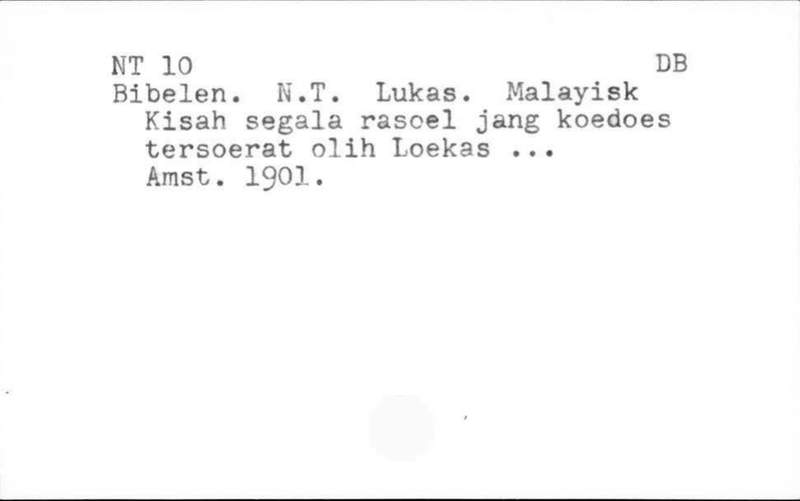 NT 10 DB
Bibelen. N.T. Lukas. Malayisk
Kisah segala rasoel jang koedoes
tersoerat olih Loekas ...
Amst. 1901.